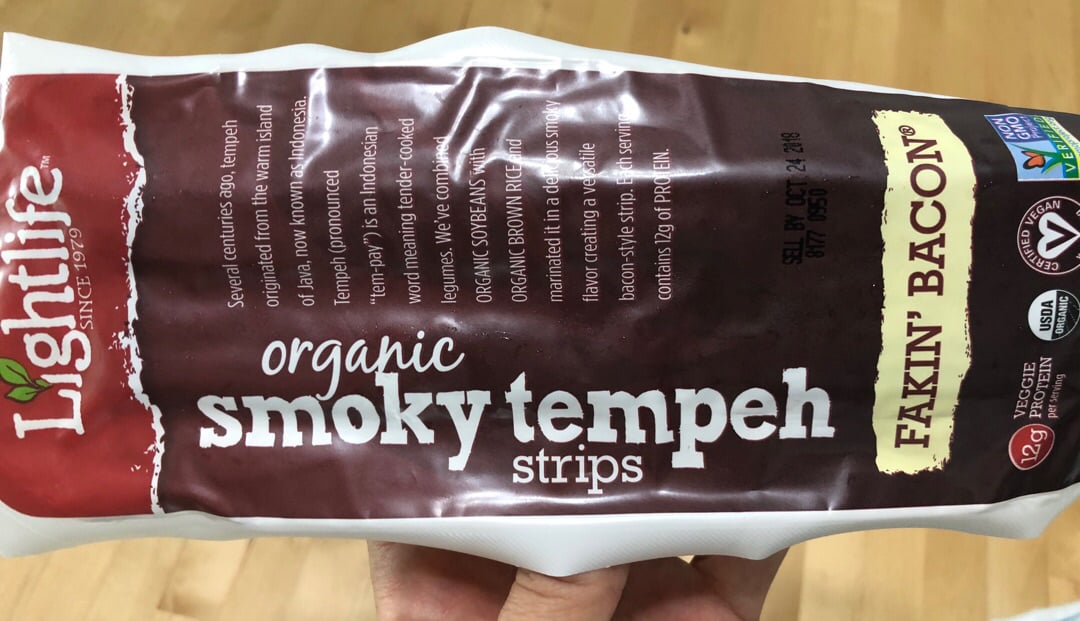 Lightlife™
SINCE 1979
Several centuries ago, tempeh
originated from the warm island
of Java, now known as Indonesia.
Tempeh (pronounced
“tem-pay”) is an Indonesian
word meaning tender-cooked
legumes. We've combined
ORGANIC SOYBEANS with
ORGANIC BROWN RICE and
marinated it in a delicious smoky
flavor creating a versatile
bacon-style strip. Each serving
contains 12g of PROTEIN.
organic
smoky tempeh
strips
SELL BY OCT 24 2018
8177 0950
FAKIN' BACON®
NON
GMO
VERIFIED
CERTIFIED VEGAN
USDA
ORGANIC
12g
VEGGIE
PROTEIN
per serving